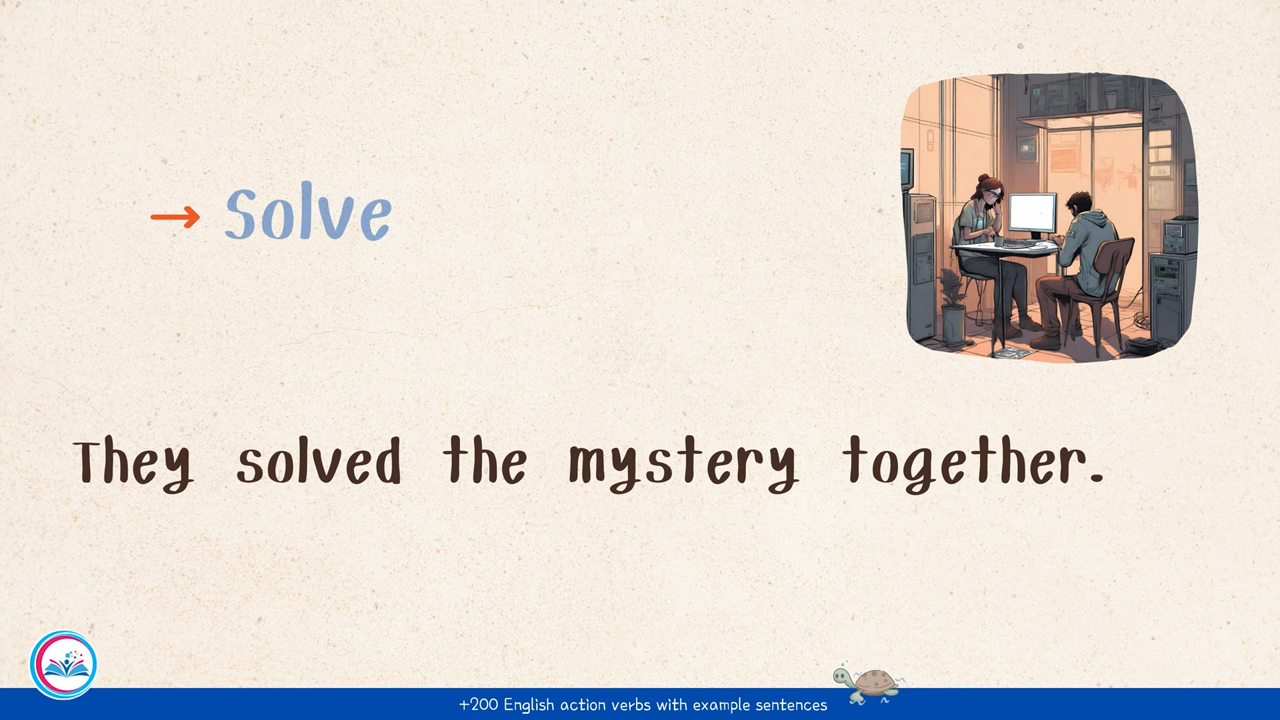 → Solve
They solved the mystery together.
+200 English action verbs with example sentences